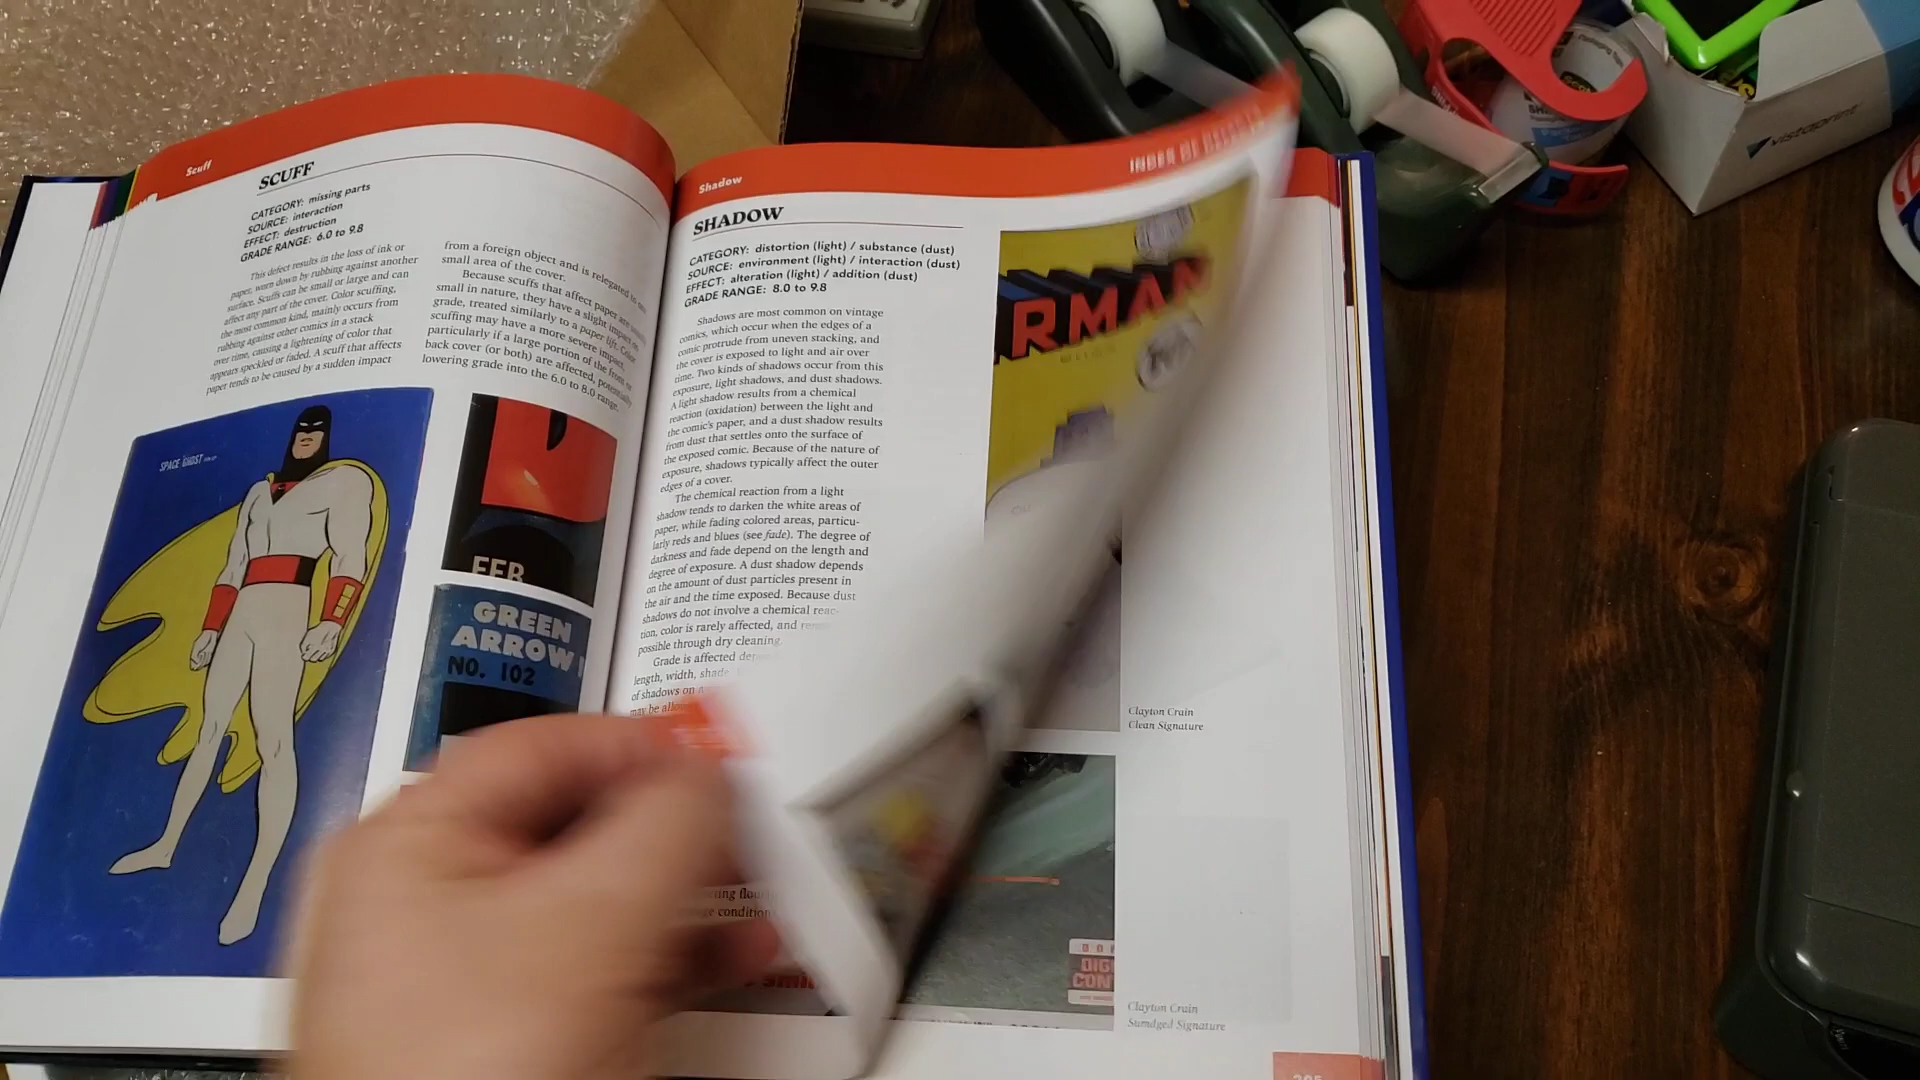 Scuff
SCUFF
CATEGORY: missing parts
SOURCE: interaction
EFFECT: destruction
GRADE RANGE: 6.0 to 9.8
This defect results in the loss of ink or
paper, worn down by rubbing against another
surface. Scuffs can be small or large and can
affect any part of the cover. Color scuffing,
the most common kind, mainly occurs from
rubbing against other comics in a stack
over time, causing a lightening of color that
appears speckled or faded. A scuff that affects
paper tends to be caused by a sudden impact
from a foreign object and is relegated to
small area of the cover.
Because scuffs that affect paper are
small in nature, they have a slight impact on
grade, treated similarly to a paper lift. Color
scuffing may have a more severe impact,
particularly if a large portion of the front or
back cover (or both) are affected, potentially
lowering grade into the 6.0 to 8.0 range.
SPACE GHOST
EER
GREEN
ARROW
NO. 102
Shadow
INDEX OF DEFECTS
SHADOW
CATEGORY: distortion (light) / substance (dust)
SOURCE: environment (light) / interaction (dust)
EFFECT: alteration (light) / addition (dust)
GRADE RANGE: 8.0 to 9.8
Shadows are most common on vintage
comics, which occur when the edges of a
comic protrude from uneven stacking, and
the cover is exposed to light and air over
time. Two kinds of shadows occur from this
exposure, light shadows, and dust shadows.
A light shadow results from a chemical
reaction (oxidation) between the light and
the comic's paper, and a dust shadow results
from dust that settles onto the surface of
the exposed comic. Because of the nature of
exposure, shadows typically affect the outer
edges of a cover.
The chemical reaction from a light
shadow tends to darken the white areas of
paper, while fading colored areas, particu-
larly reds and blues (see fade). The degree of
darkness and fade depend on the length and
degree of exposure. A dust shadow depends
on the amount of dust particles present in
the air and the time exposed. Because dust
shadows do not involve a chemical reac-
tion, color is rarely affected, and
possible through dry cleaning.
Grade is affected
length, width, shade
of shadows on
may be
RMAN
Clayton Crain
Clean Signature
condition
DIG
CON
Clayton Crain
Sumdged Signature
vistaprint